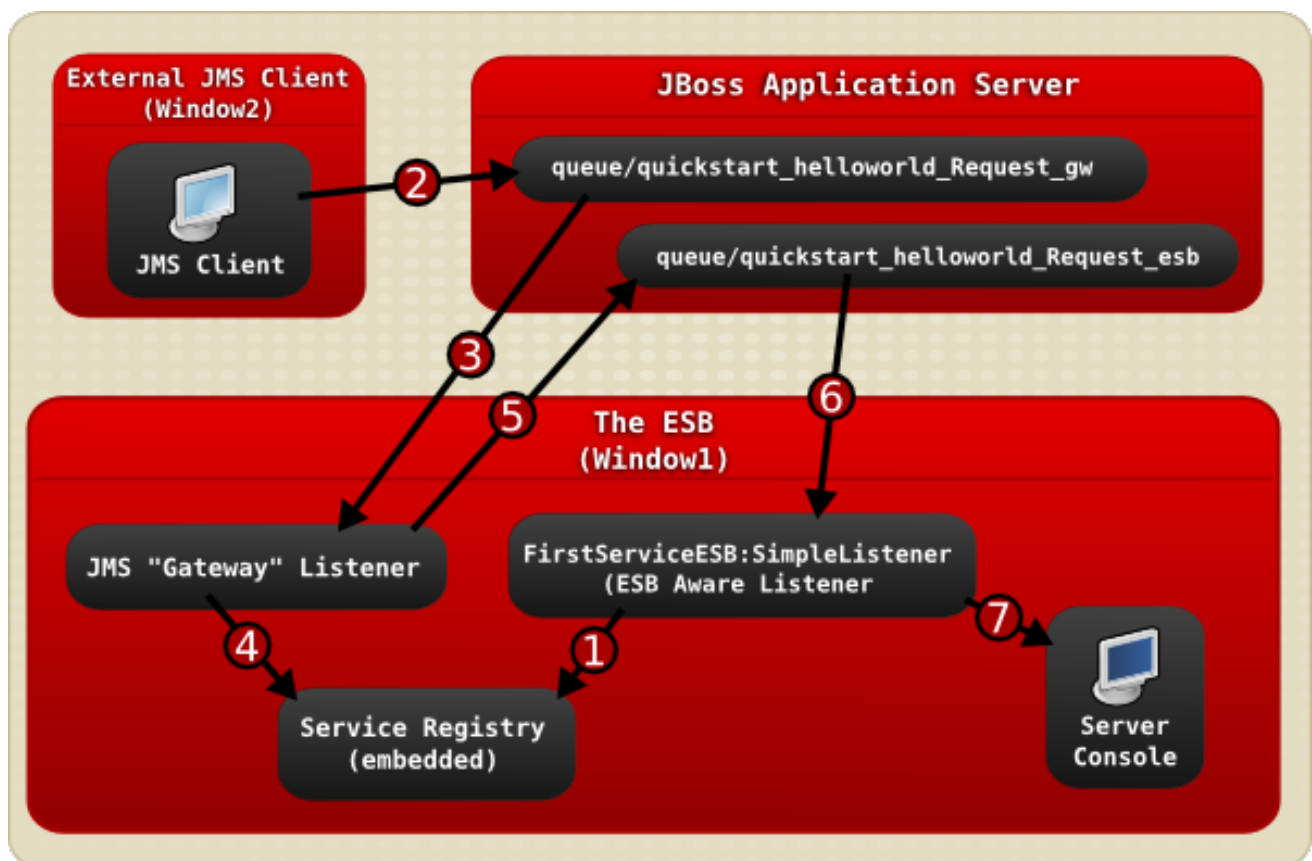 External JMS Client
(Window2)
JMS Client
JBoss Application Server
queue/quickstart_helloworld_Request_gw
queue/quickstart_helloworld_Request_esb
2
3
5
6
The ESB
(Window1)
JMS "Gateway" Listener
FirstServiceESB:SimpleListener
(ESB Aware Listener
4
1
7
Service Registry
(embedded)
Server
Console